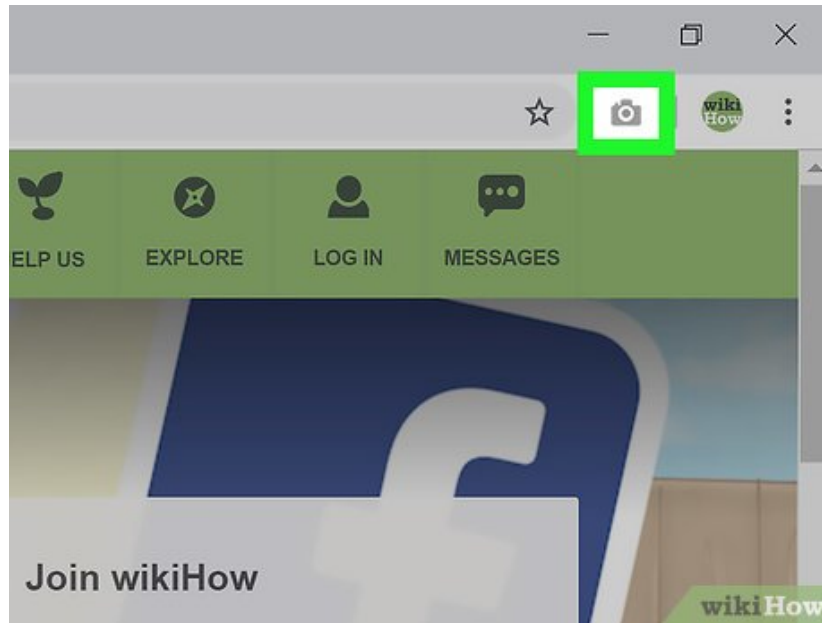 wiki
How
ELP US
EXPLORE
LOG IN
MESSAGES
f
Join wikiHow
wikiHow